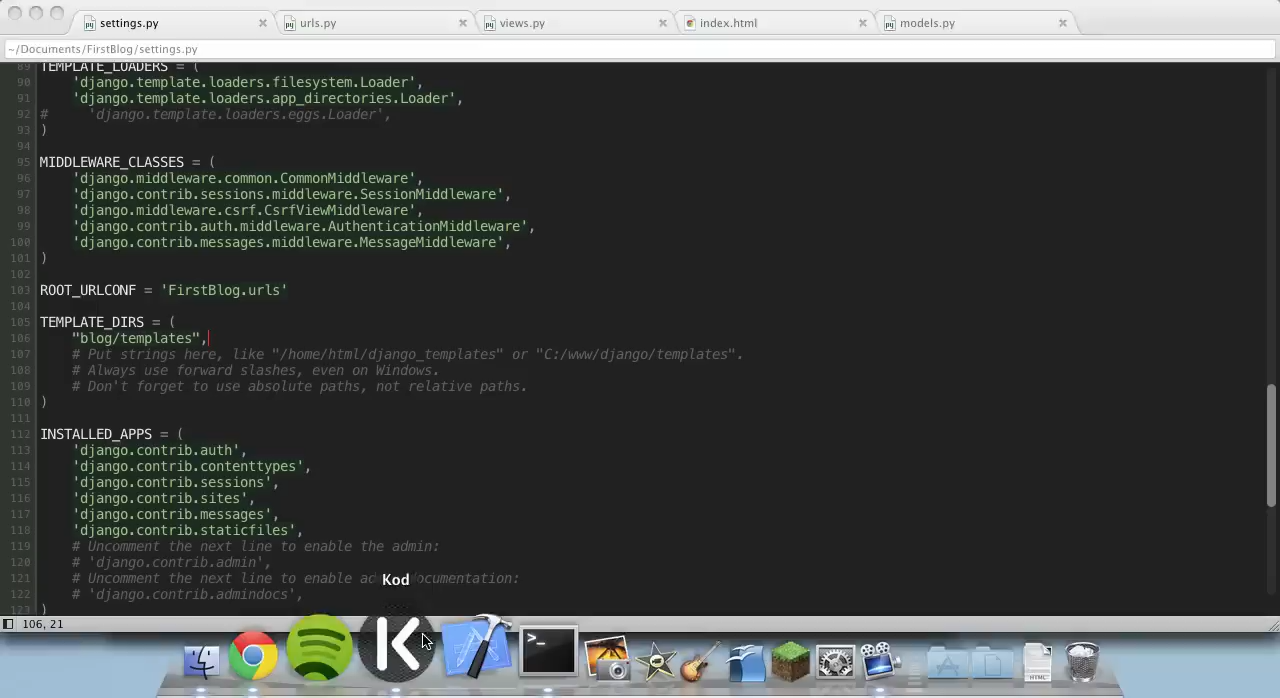 settings.py
urls.py
views.py
index.html
models.py
~/Documents/FirstBlog/settings.py
89 TEMPLATE_LOADERS = (
90     'django.template.loaders.filesystem.Loader',
91     'django.template.loaders.app_directories.Loader',
92 #     'django.template.loaders.eggs.Loader',
93 )
94
95 MIDDLEWARE_CLASSES = (
96     'django.middleware.common.CommonMiddleware',
97     'django.contrib.sessions.middleware.SessionMiddleware',
98     'django.middleware.csrf.CsrfViewMiddleware',
99     'django.contrib.auth.middleware.AuthenticationMiddleware',
100     'django.contrib.messages.middleware.MessageMiddleware',
101 )
102
103 ROOT_URLCONF = 'FirstBlog.urls'
104
105 TEMPLATE_DIRS = (
106     "blog/templates",
107     # Put strings here, like "/home/html/django_templates" or "C:/www/django/templates".
108     # Always use forward slashes, even on Windows.
109     # Don't forget to use absolute paths, not relative paths.
110 )
111
112 INSTALLED_APPS = (
113     'django.contrib.auth',
114     'django.contrib.contenttypes',
115     'django.contrib.sessions',
116     'django.contrib.sites',
117     'django.contrib.messages',
118     'django.contrib.staticfiles',
119     # Uncomment the next line to enable the admin:
120     # 'django.contrib.admin',
121     # Uncomment the next line to enable ad ocumentation:
122     # 'django.contrib.admindocs',
123 )
Kod
106, 21
K
>_
HTML